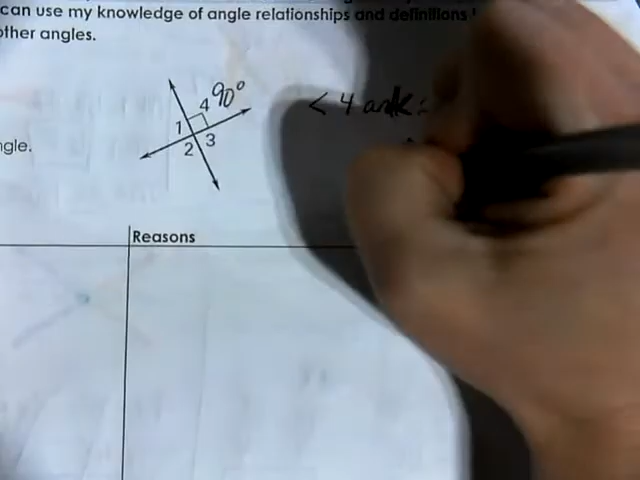 can use my knowledge of angle relationships and definitions
other angles.
4 90°
1
3
2
ngle.
< 4 and
Reasons